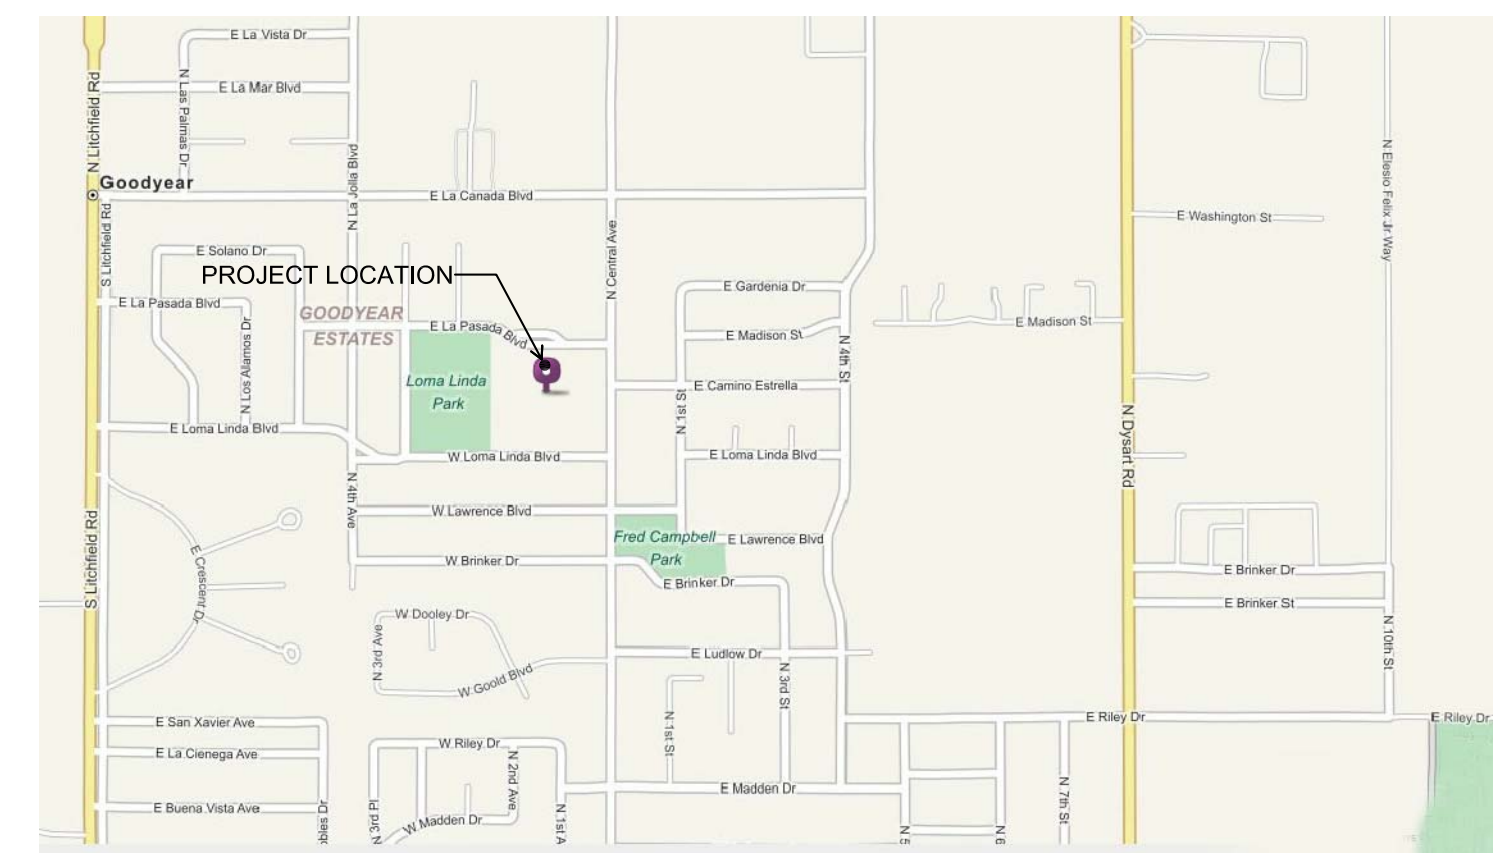 E La Vista Dr
E La Mar Blvd
N Litchfield Rd
N Las Palmas Dr
N La Jolla Blvd
Goodyear
E La Canada Blvd
S Litchfield Rd
E Solano Dr
N Central Ave
N Elesio Felix Jr Way
E Washington St
PROJECT LOCATION
E La Pasada Blvd
GOODYEAR
ESTATES
E La Pasada Blvd
E Gardenia Dr
E Madison St
E Madison St
N Los Alamos Dr
Loma Linda
Park
E Camino Estrella
N 4th St
N 1st St
N Dysart Rd
E Loma Linda Blvd
W Loma Linda Blvd
E Loma Linda Blvd
N 4th Ave
W Lawrence Blvd
Fred Campbell
Park
E Lawrence Blvd
S Litchfield Rd
E Crescent Dr
W Brinker Dr
E Brinker Dr
E Brinker Dr
E Brinker St
W Dooley Dr
N 3rd Ave
N 10th St
E Ludlow Dr
W Goold Blvd
N 3rd St
N 1st St
E San Xavier Ave
E Riley Dr
E Riley Dr
W Riley Dr
E La Cienega Ave
N 2nd Ave
E Madden Dr
E Buena Vista Ave
bles Dr
N 3rd Pl
W Madden Dr
N 1st A
N 5
N 6
N 7th St